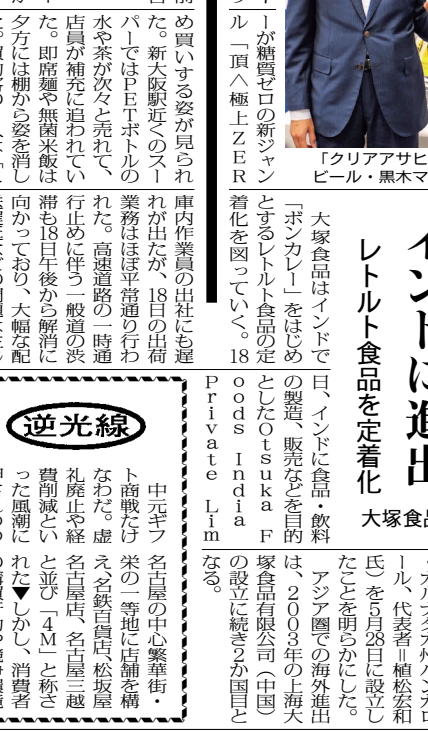 ーが糖質ゼロの新ジャン
ル「頂〈極上ZER
「クリアアサヒ
ビール・黒木マ
め買いする姿が見られ
た。新大阪駅近くのスー
パーではPETボトルの
水や茶が次々と売れて、
店員が補充に追われてい
た。即席麺や無菌米飯は
夕方には棚から姿を消し
庫内作業員の出社にも遅
れが出たが、18日の出荷
業務はほぼ平常通り行わ
れた。高速道路の一時通
行止めに伴う一般道の渋
滞も18日午後から解消に
向かっており、大幅な配
インドに進出
レトルト食品を定着化
大塚食品
大塚食品はインドで
「ボンカレー」をはじめ
とするレトルト食品の定
着化を図っていく。18
日、インドに食品・飲料
の製造、販売などを目的
としたOtsuka F
oods India
Private Lim
ール、代表者=植松宏和
氏)を5月28日に設立し
たことを明らかにした。
アジア圏での海外進出
は、2003年の上海大
塚食品有限公司(中国)
の設立に続き2か国目と
なる。
逆光線
中元ギフ
ト商戦たけ
なわだ。虚
礼廃止や経
費削減とい
った風潮に
名古屋の中心繁華街・
栄の一等地に店舗を構
え、名鉄百貨店、松坂屋
名古屋店、名古屋三越
と並び「4M」と称さ
れた▼しかし、消費者